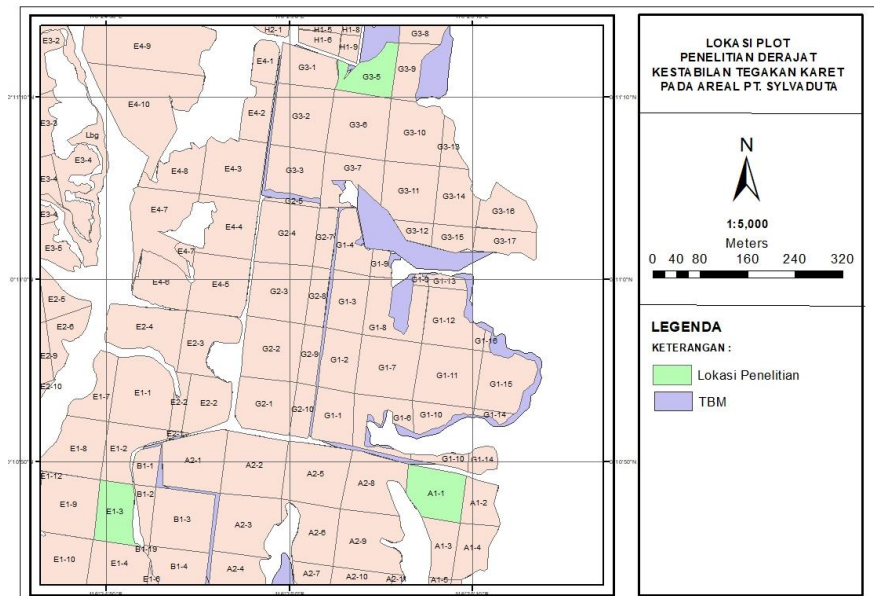 LOKASI PLOT
PENELITIAN DERAJAT
KESTABILAN TEGAKAN KARET
PADA AREAL PT. SYLVADUTA
N
1:5,000
Meters
0 20 40 80 160 240 320
LEGENDA
KETERANGAN :
Lokasi Penelitian
TBM
E3-2
E4-9
H2-1
H1-5
H1-8
H1-6
H1-9
G3-8
E4-1
G3-1
G3-5
G3-9
E4-10
E4-2
G3-2
G3-6
G3-10
E3-3
Lbg
E3-4
G3-13
E4-8
E4-3
G3-3
G3-7
E3-4
G3-11
G3-14
E4-7
G2-5
G3-16
E3-4
E4-4
G2-4
G2-7
G1-4
G3-12
G3-15
G3-17
E3-5
E4-7
G1-9
E4-6
E4-5
G1-13
E2-5
G2-3
G2-8
G1-3
E2-6
E2-4
G1-8
G1-12
E2-3
G1-16
E2-9
G2-2
G2-9
G1-2
G1-7
G1-11
G1-15
E2-10
E1-7
E1-1
E2-2
E2-2
G2-1
G2-10
G1-1
G1-6
G1-10
G1-14
E1-8
E1-2
B1-1
A2-1
A2-2
A2-5
A2-8
G1-10
G1-14
E1-12
E1-9
E1-3
B1-2
B1-3
A2-3
A2-6
A2-9
A1-1
A1-2
E1-10
E1-4
B1-19
B1-4
A2-4
A2-7
A2-10
A2-11
A1-3
A1-4
E1-6
A1-5